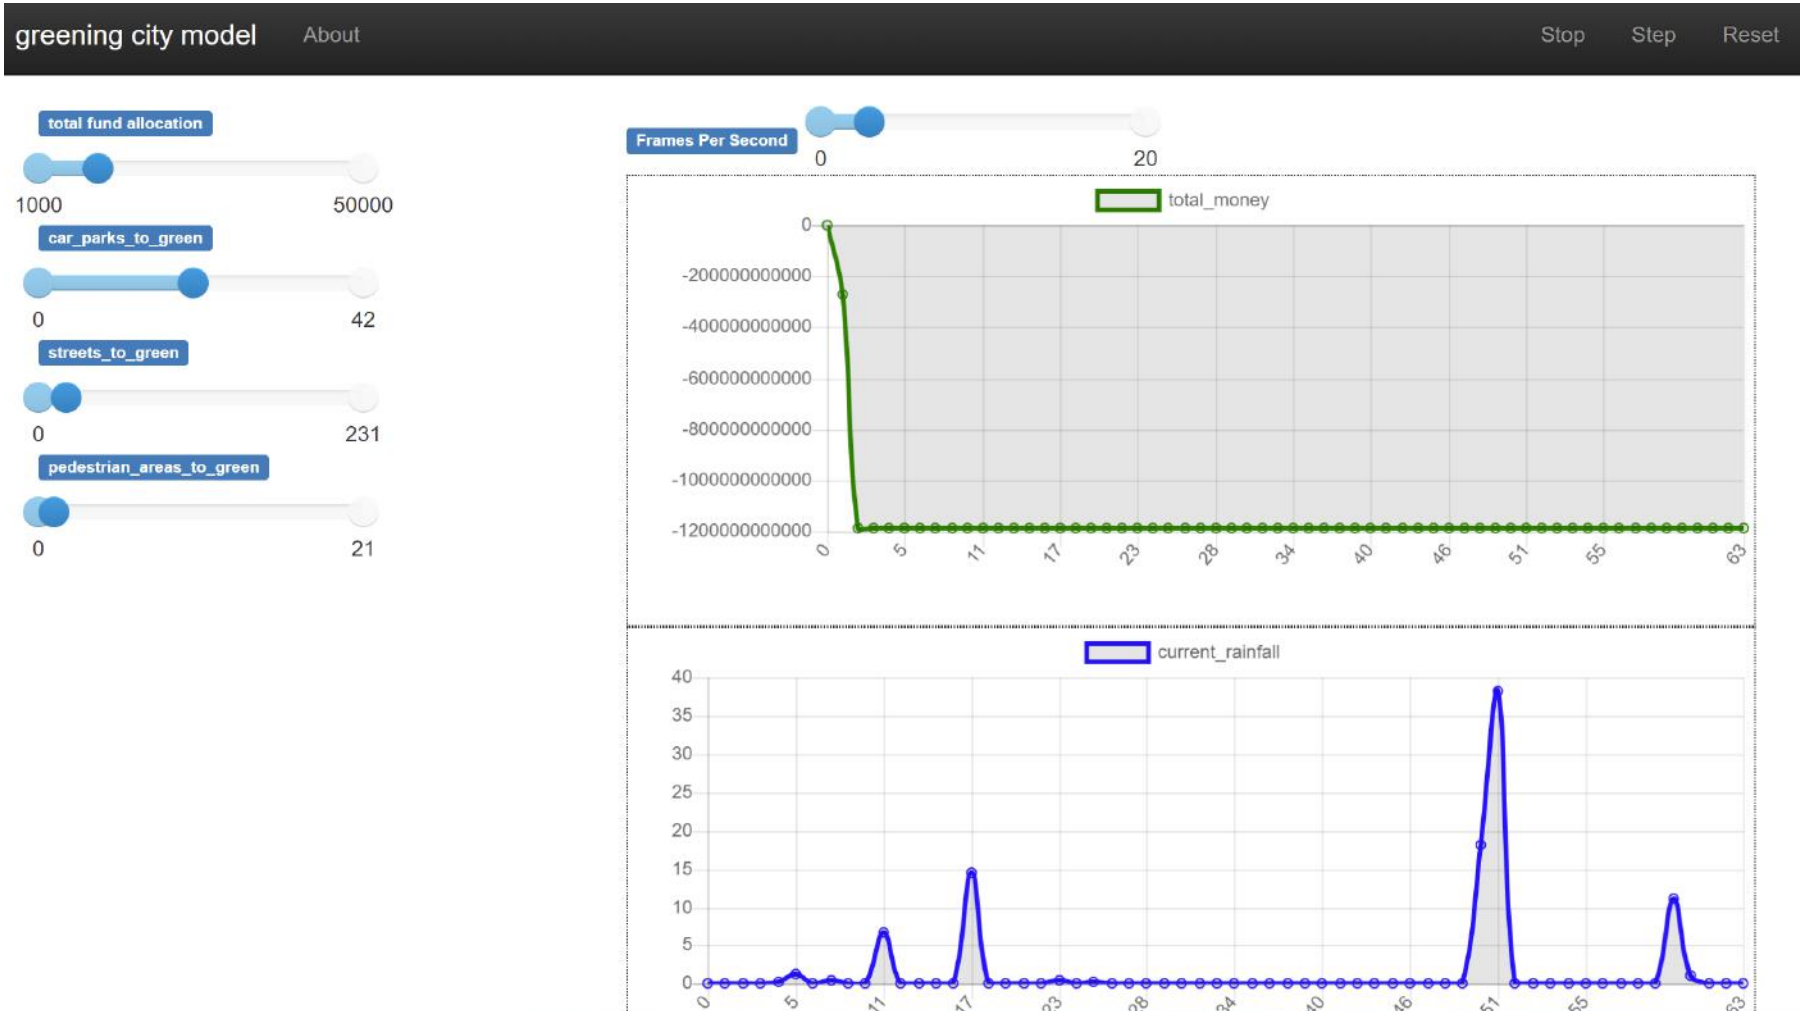 greening city model About Stop Step Reset
total fund allocation
1000 50000
car_parks_to_green
0 42
streets_to_green
0 231
pedestrian_areas_to_green
0 21
Frames Per Second
0 20
total_money
0
-200000000000
-400000000000
-600000000000
-800000000000
-1000000000000
-1200000000000
0 5 11 17 23 28 34 40 46 51 55 63
current_rainfall
40
35
30
25
20
15
10
5
0
0 5 11 17 23 28 34 40 46 51 55 63